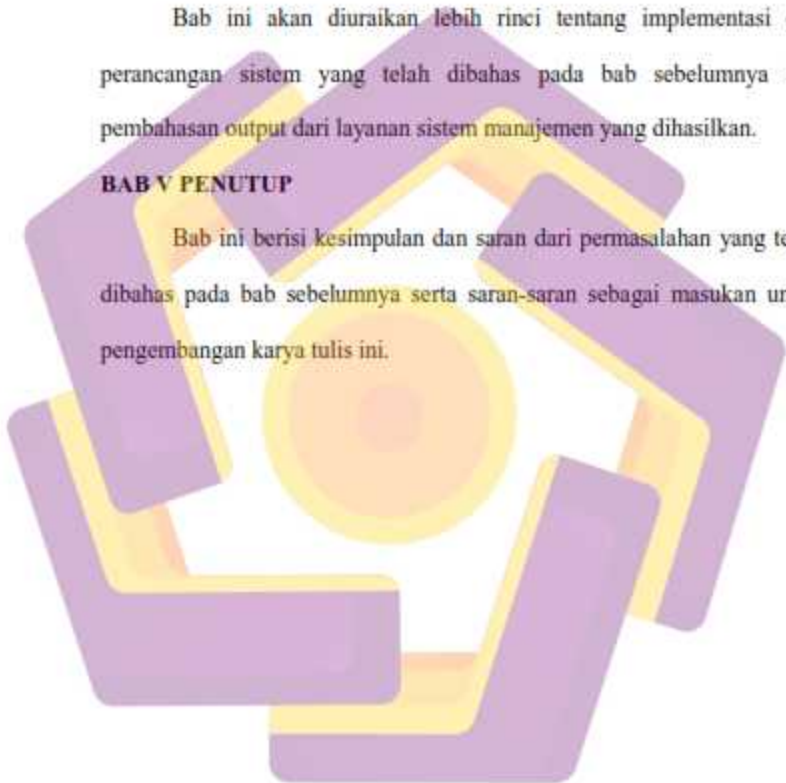 Bab ini akan diuraikan lebih rinci tentang implementasi
perancangan sistem yang telah dibahas pada bab sebelumnya
pembahasan output dari layanan sistem manajemen yang dihasilkan.
BAB V PENUTUP
Bab ini berisi kesimpulan dan saran dari permasalahan yang
dibahas pada bab sebelumnya serta saran-saran sebagai masukan
pengembangan karya tulis ini.